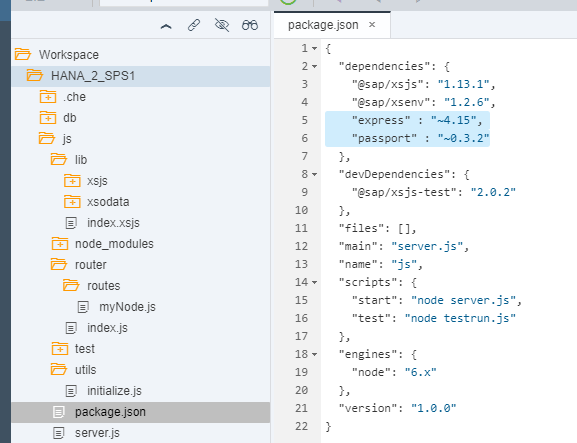 Workspace
HANA_2_SPS1
.che
db
js
lib
xsjs
xsodata
index.xsjs
node_modules
router
routes
myNode.js
index.js
test
utils
initialize.js
package.json
server.js
package.json ×
1 {
2 "dependencies": {
3 "@sap/xsjs": "1.13.1",
4 "@sap/xsenv": "1.2.6",
5 "express" : "~4.15",
6 "passport" : "~0.3.2"
7 },
8 "devDependencies": {
9 "@sap/xsjs-test": "2.0.2"
10 },
11 "files": [],
12 "main": "server.js",
13 "name": "js",
14 "scripts": {
15 "start": "node server.js",
16 "test": "node testrun.js"
17 },
18 "engines": {
19 "node": "6.x"
20 },
21 "version": "1.0.0"
22 }